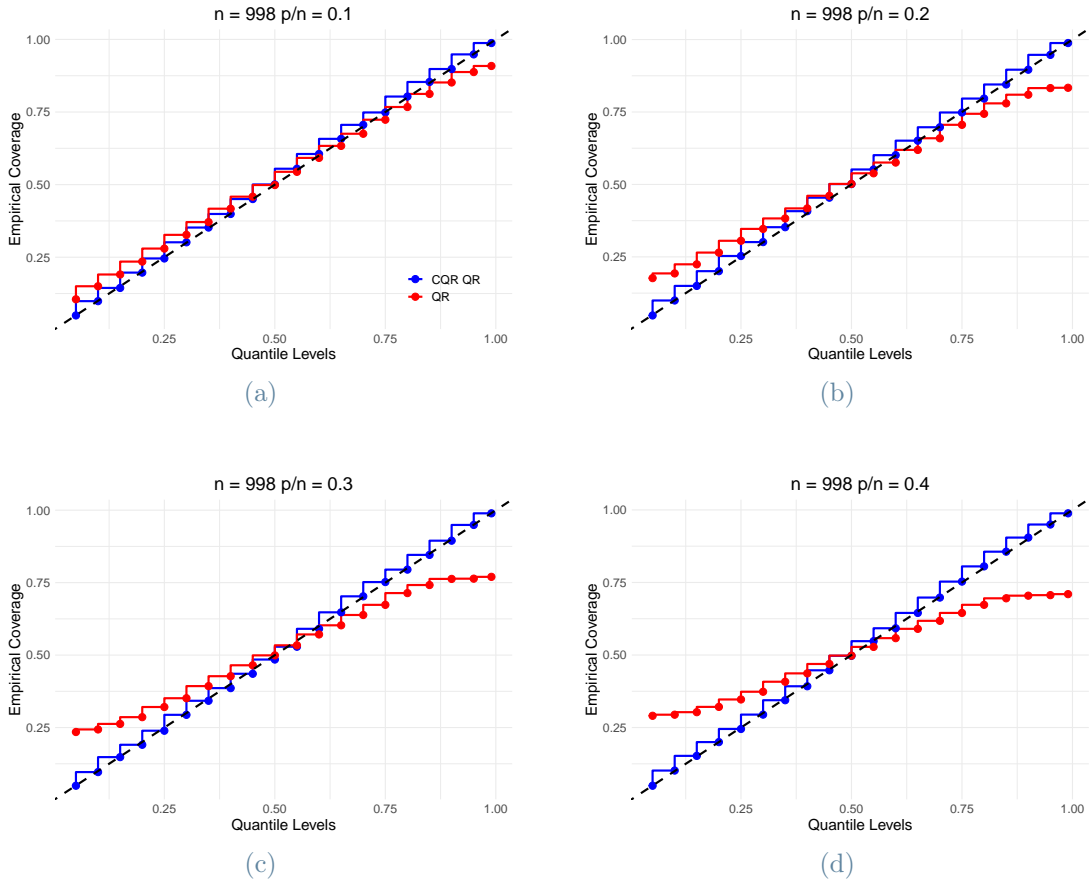 n = 998 p/n = 0.1
1.00
0.75
0.50
0.25
Empirical Coverage
CQR QR
QR
0.25 0.50 0.75 1.00
Quantile Levels
(a)
n = 998 p/n = 0.2
1.00
0.75
0.50
0.25
Empirical Coverage
0.25 0.50 0.75 1.00
Quantile Levels
(b)
n = 998 p/n = 0.3
1.00
0.75
0.50
0.25
Empirical Coverage
0.25 0.50 0.75 1.00
Quantile Levels
(c)
n = 998 p/n = 0.4
1.00
0.75
0.50
0.25
Empirical Coverage
0.25 0.50 0.75 1.00
Quantile Levels
(d)